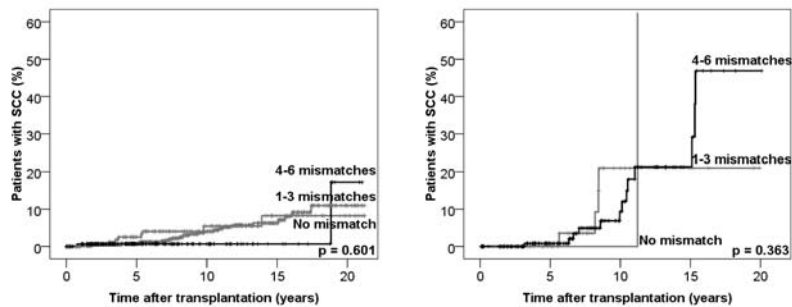 60
50
40
30
20
10
0
Patients with SCC (%)
4-6 mismatches
1-3 mismatches
No mismatch
p = 0.601
0 5 10 15 20
Time after transplantation (years)
60
50
40
30
20
10
0
Patients with SCC (%)
4-6 mismatches
1-3 mismatches
No mismatch
p = 0.363
0 5 10 15 20
Time after transplantation (years)